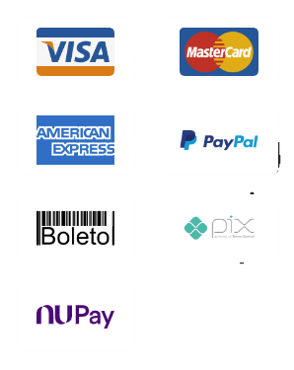 VISA
MasterCard
AMERICAN
EXPRESS
PayPal
Boleto
pix
NUPay